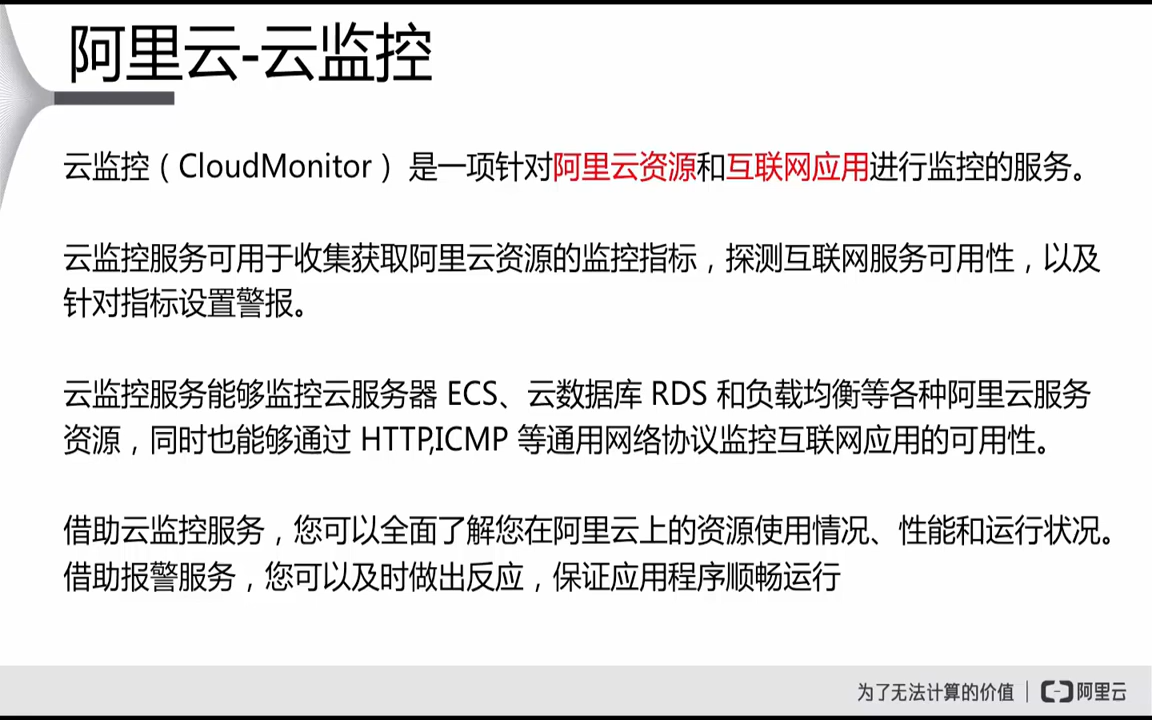 阿里云-云监控
云监控（CloudMonitor） 是一项针对阿里云资源和互联网应用进行监控的服务。
云监控服务可用于收集获取阿里云资源的监控指标，探测互联网服务可用性，以及
针对指标设置警报。
云监控服务能够监控云服务器 ECS、云数据库 RDS 和负载均衡等各种阿里云服务
资源，同时也能够通过 HTTP,ICMP 等通用网络协议监控互联网应用的可用性。
借助云监控服务，您可以全面了解您在阿里云上的资源使用情况、性能和运行状况。
借助报警服务，您可以及时做出反应，保证应用程序顺畅运行
为了无法计算的价值 | 阿里云